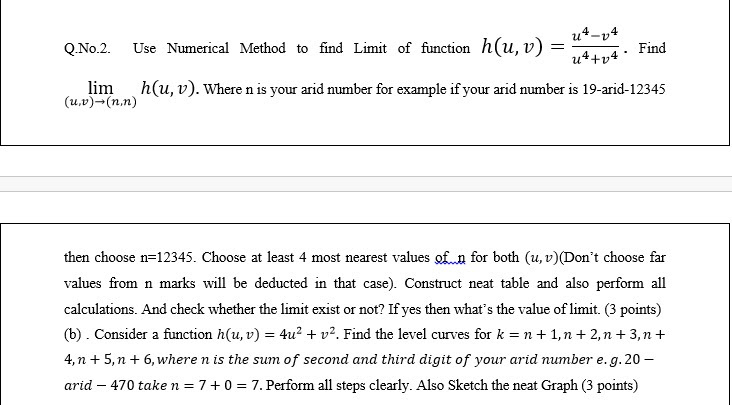 Q.No.2. Use Numerical Method to find Limit of function h(u, v) = \frac{u^4-v^4}{u^4+v^4}. Find
\lim_{(u,v)→(n,n)} h(u, v). Where n is your arid number for example if your arid number is 19-arid-12345
then choose n=12345. Choose at least 4 most nearest values of n for both (u, v)(Don't choose far
values from n marks will be deducted in that case). Construct neat table and also perform all
calculations. And check whether the limit exist or not? If yes then what's the value of limit. (3 points)
(b) . Consider a function h(u, v) = 4u² + v². Find the level curves for k = n + 1, n + 2, n + 3, n +
4, n + 5, n + 6, where n is the sum of second and third digit of your arid number e. g. 20 −
arid − 470 take n = 7 + 0 = 7. Perform all steps clearly. Also Sketch the neat Graph (3 points)